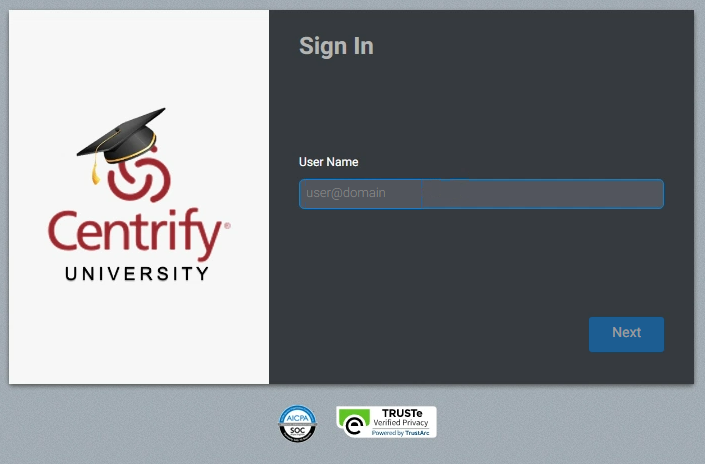 Sign In
Centrify®
UNIVERSITY
User Name
user@domain
Next
AICPA
SOC
TRUSTe
Verified Privacy
Powered by TrustArc